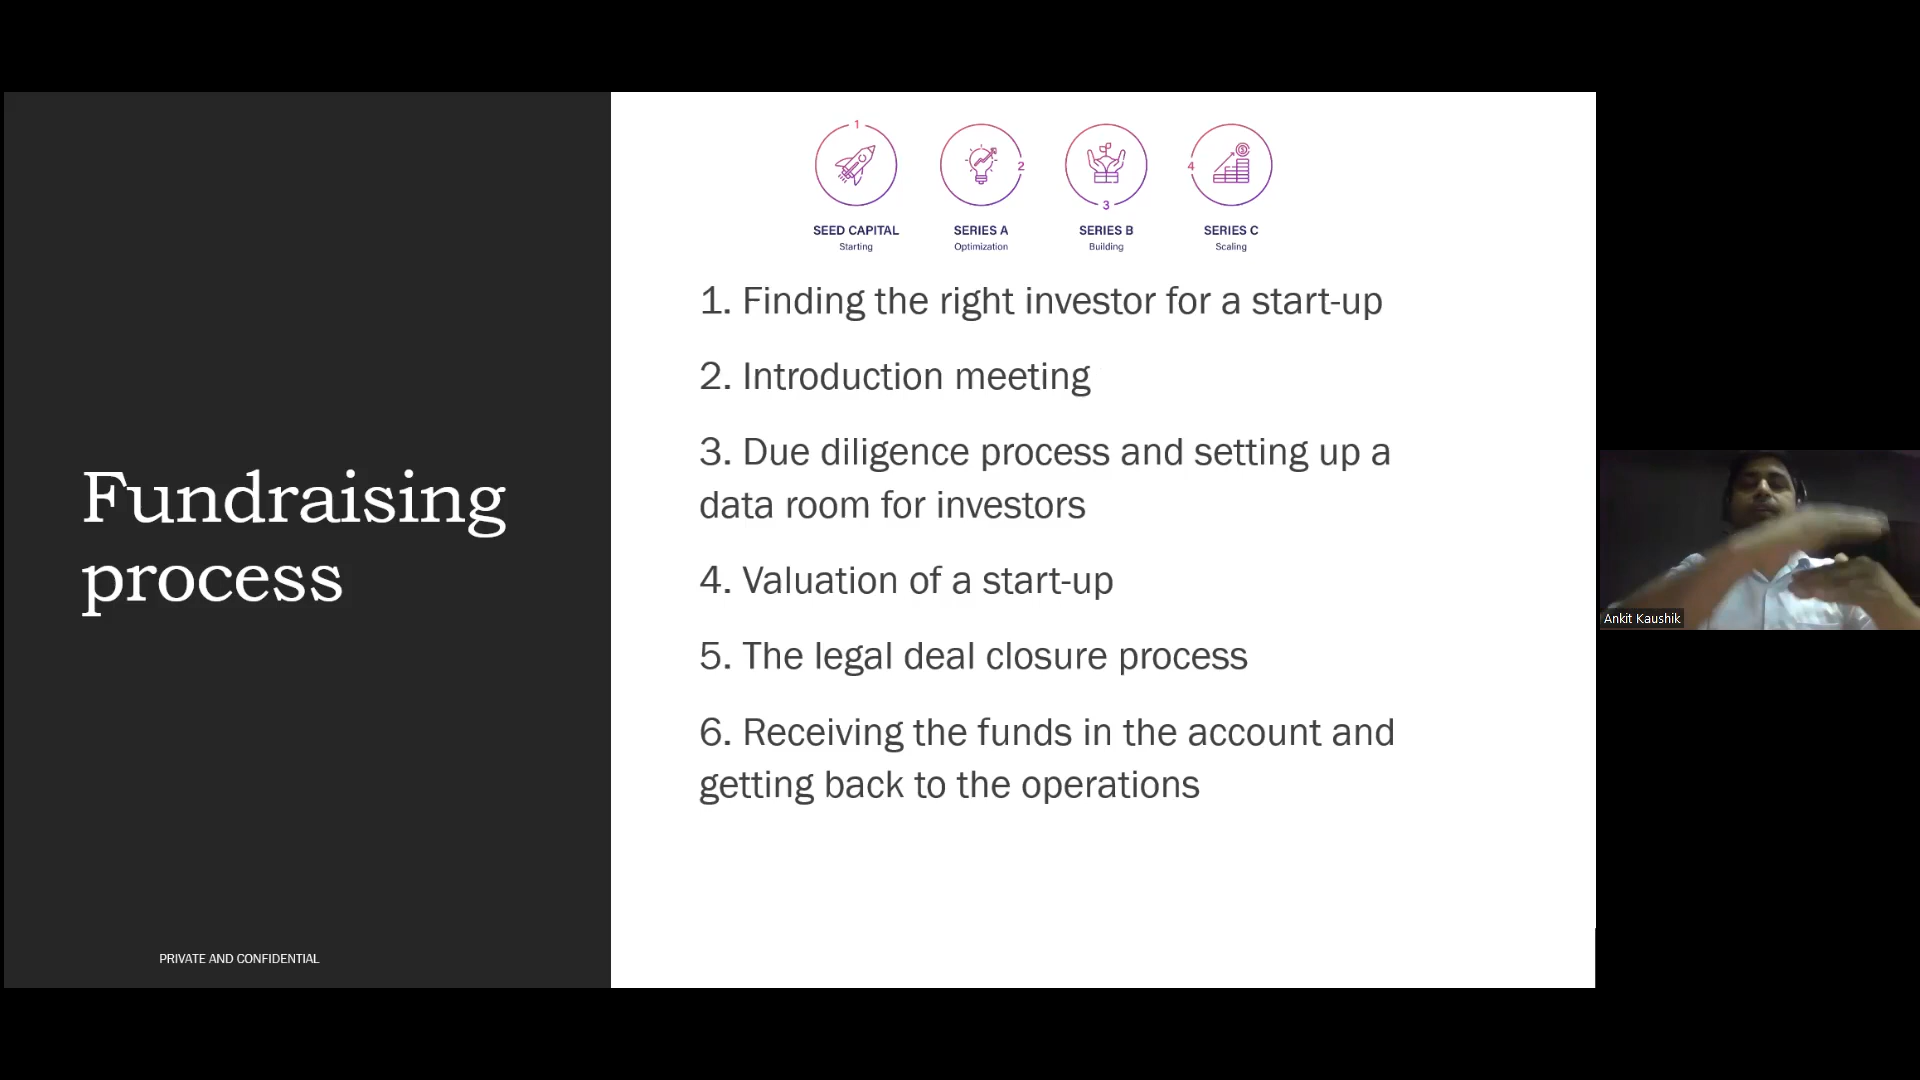 Fundraising
process
PRIVATE AND CONFIDENTIAL
1
2
3
4
SEED CAPITAL
Starting
SERIES A
Optimization
SERIES B
Building
SERIES C
Scaling
1. Finding the right investor for a start-up
2. Introduction meeting
3. Due diligence process and setting up a
data room for investors
4. Valuation of a start-up
5. The legal deal closure process
6. Receiving the funds in the account and
getting back to the operations
Ankit Kaushik